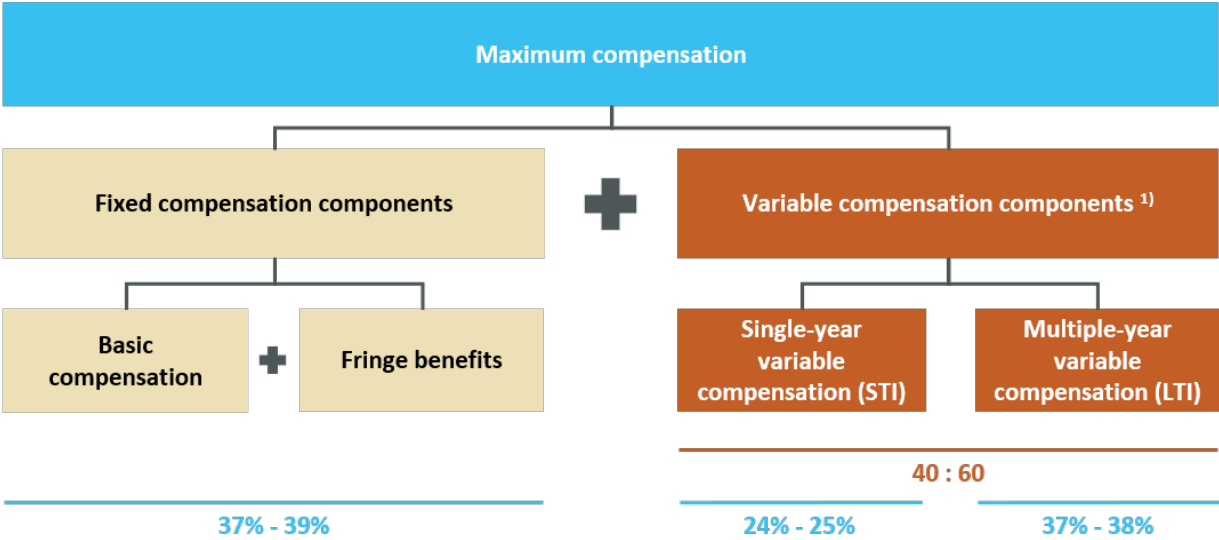 Maximum compensation
Fixed compensation components
Variable compensation components 1)
Basic
compensation
Fringe benefits
Single-year
variable
compensation (STI)
Multiple-year
variable
compensation (LTI)
40 : 60
37% - 39%
24% - 25%
37% - 38%